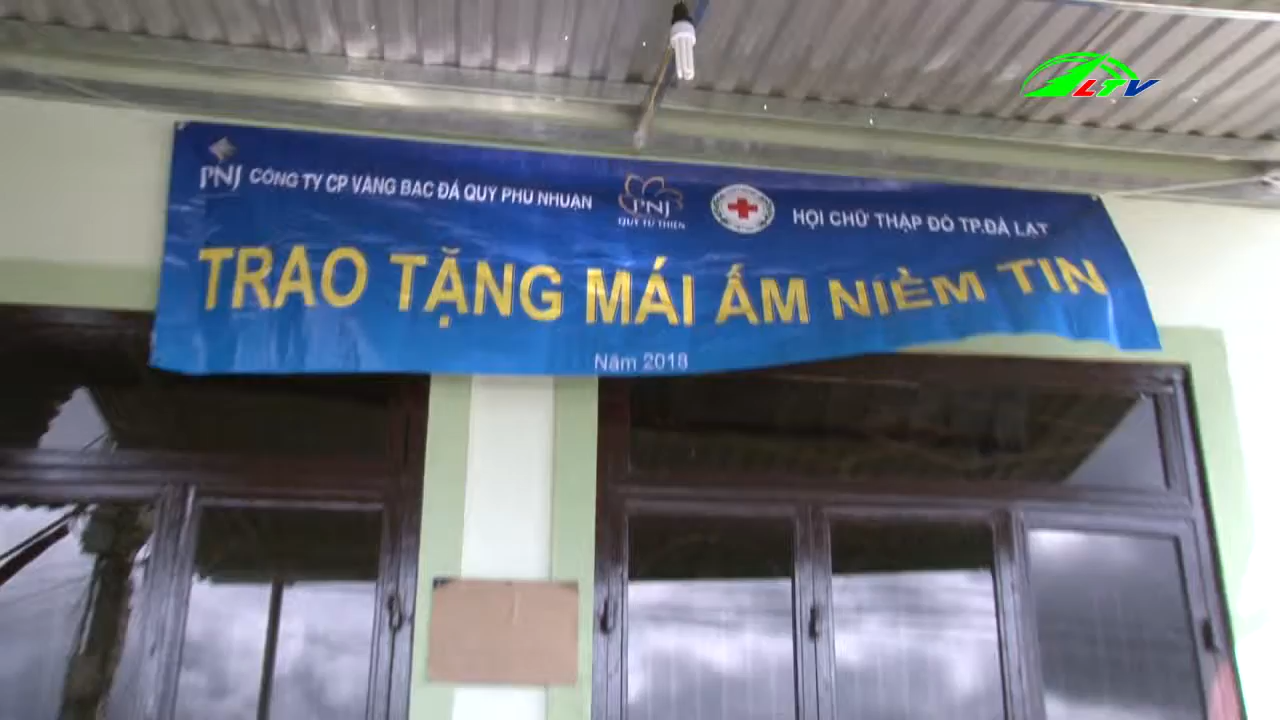 LTV
PNJ CÔNG TY CP VÀNG BẠC ĐÁ QUÝ PHÚ NHUẬN
PNJ
QUỸ TỪ THIỆN
HỘI CHỮ THẬP ĐỎ TP.ĐÀ LẠT
TRAO TẶNG MÁI ẤM NIỀM TIN
Năm 2018